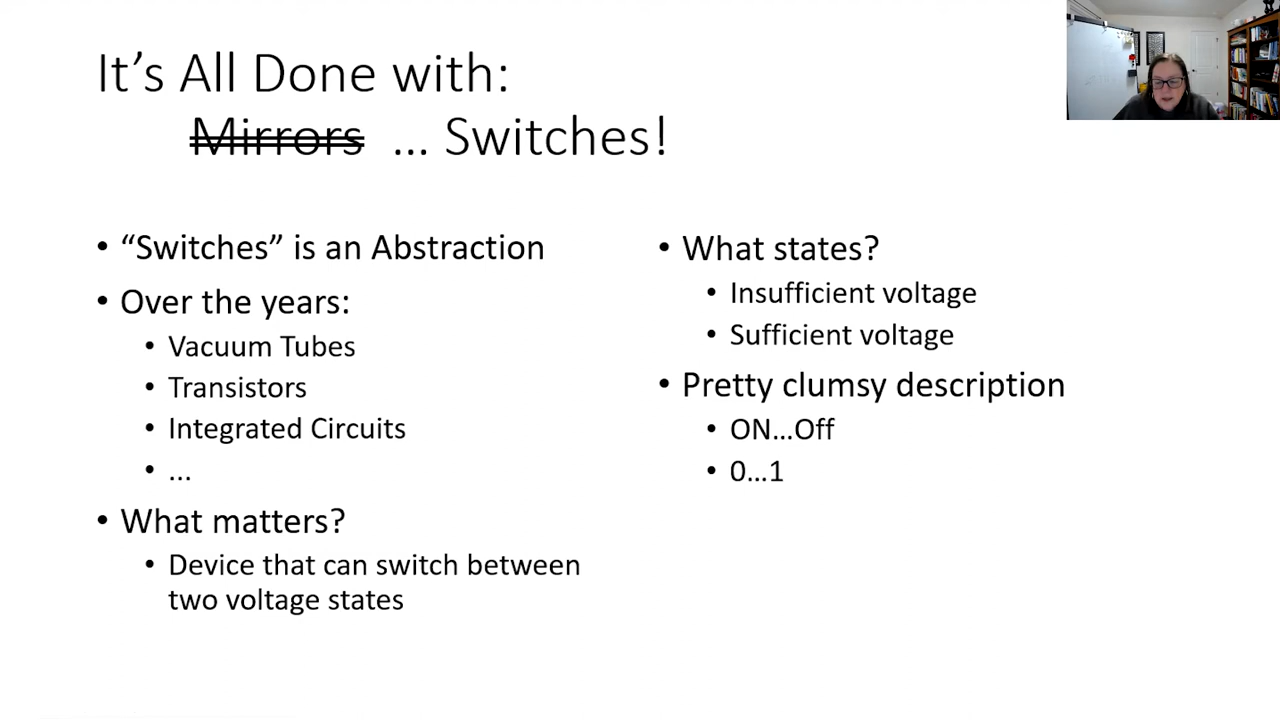 It’s All Done with:
Mirrors … Switches!
• “Switches” is an Abstraction
• Over the years:
• Vacuum Tubes
• Transistors
• Integrated Circuits
• ...
• What matters?
• Device that can switch between
two voltage states
• What states?
• Insufficient voltage
• Sufficient voltage
• Pretty clumsy description
• ON…Off
• 0…1